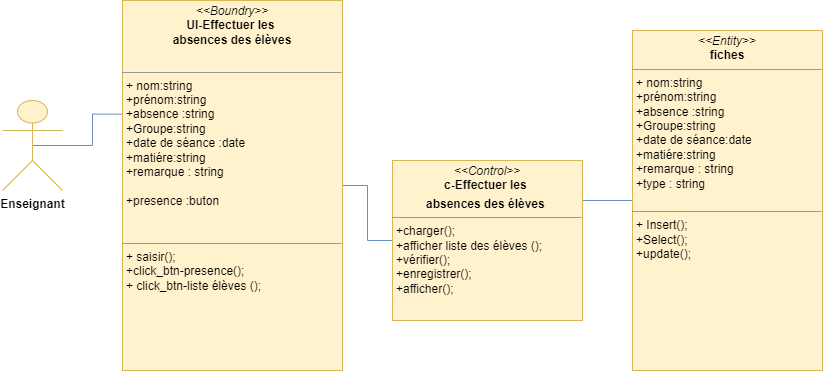 <<Boundry>>
UI-Effectuer les
absences des élèves
+ nom:string
+prénom:string
+absence :string
+Groupe:string
+date de séance :date
+matiére:string
+remarque : string
+presence :buton
+ saisir();
+click_btn-presence();
+ click_btn-liste élèves ();
Enseignant
<<Control>>
c-Effectuer les
absences des élèves
+charger();
+afficher liste des élèves ();
+vérifier();
+enregistrer();
+afficher();
<<Entity>>
fiches
+ nom:string
+prénom:string
+absence :string
+Groupe:string
+date de séance:date
+matiére:string
+remarque : string
+type : string
+ Insert();
+Select();
+update();